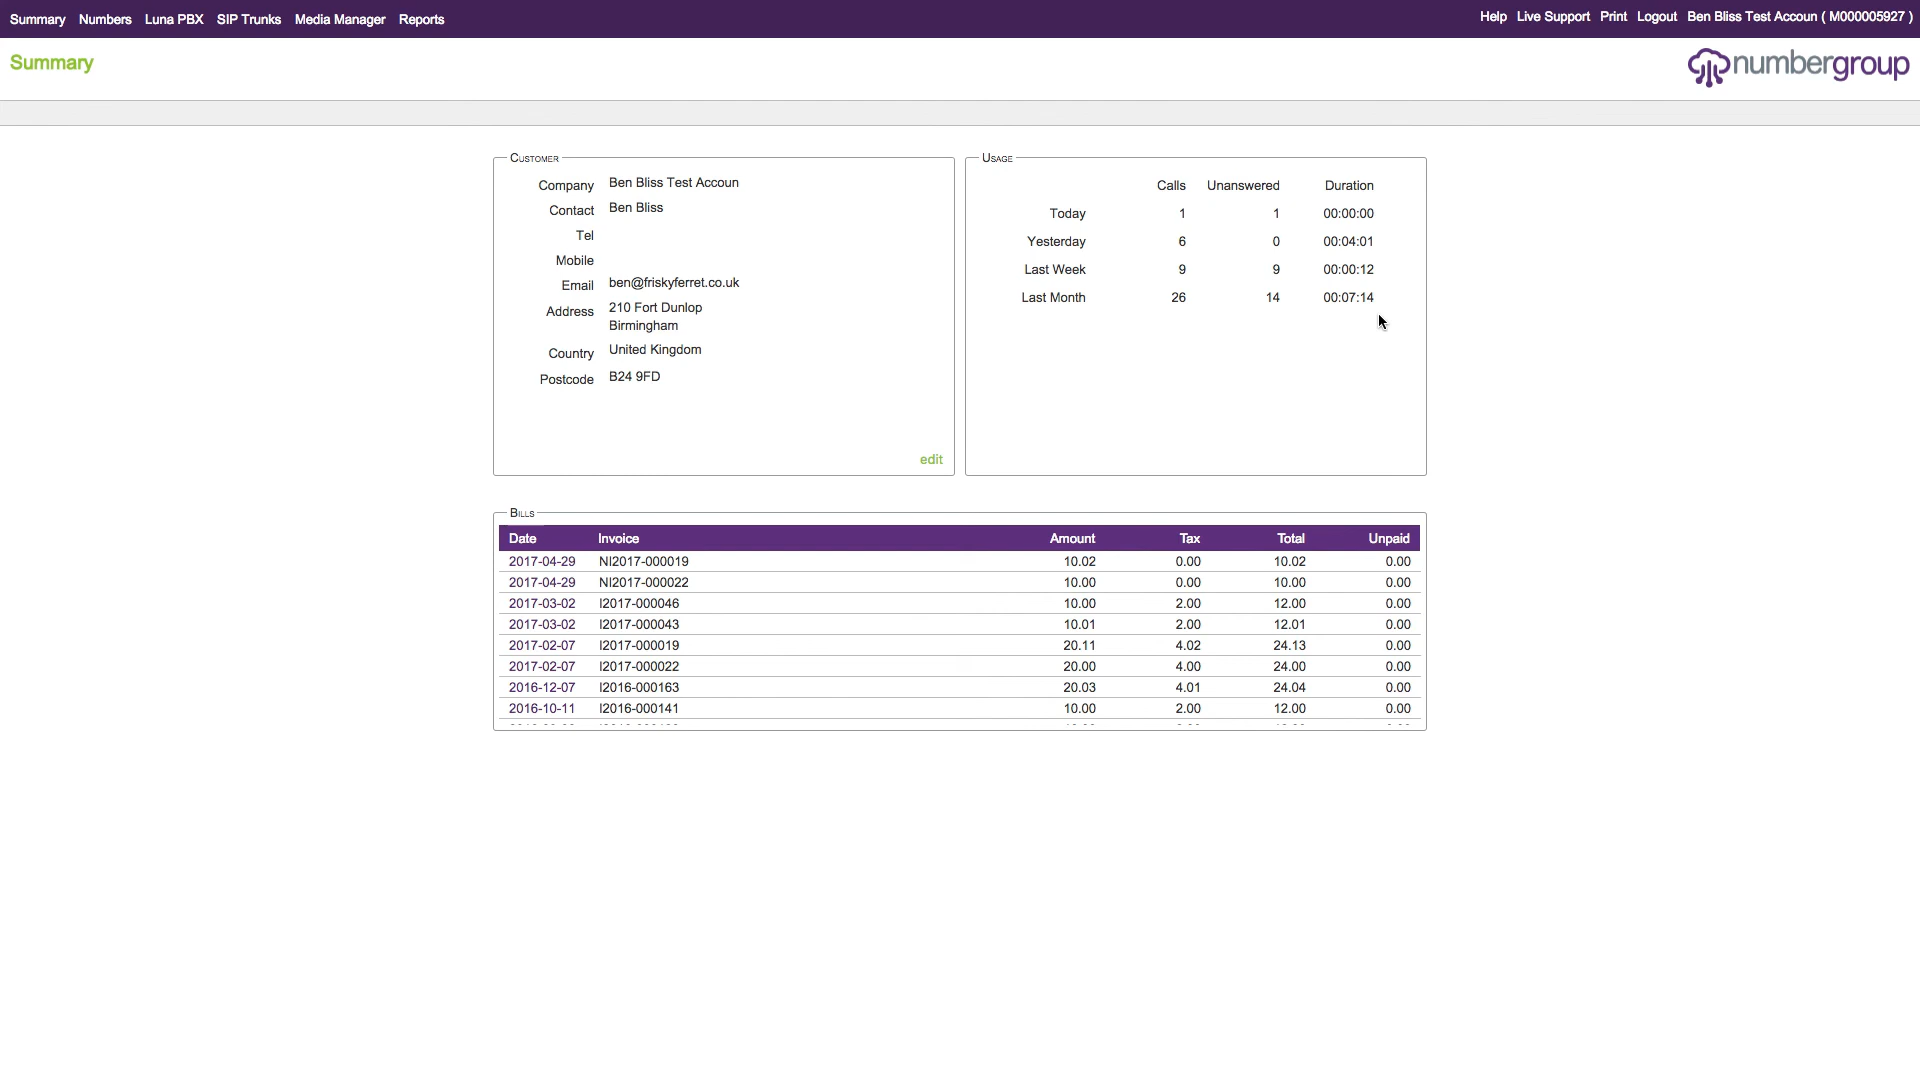 Summary Numbers Luna PBX SIP Trunks Media Manager Reports Help Live Support Print Logout Ben Bliss Test Accoun ( M000005927 )
Summary
numbergroup
Customer
Company Ben Bliss Test Accoun
Contact Ben Bliss
Tel
Mobile
Email ben@friskyferret.co.uk
Address 210 Fort Dunlop
Birmingham
Country United Kingdom
Postcode B24 9FD
edit
Usage
Calls Unanswered Duration
Today 1 1 00:00:00
Yesterday 6 0 00:04:01
Last Week 9 9 00:00:12
Last Month 26 14 00:07:14
Bills
Date Invoice Amount Tax Total Unpaid
2017-04-29 NI2017-000019 10.02 0.00 10.02 0.00
2017-04-29 NI2017-000022 10.00 0.00 10.00 0.00
2017-03-02 I2017-000046 10.00 2.00 12.00 0.00
2017-03-02 I2017-000043 10.01 2.00 12.01 0.00
2017-02-07 I2017-000019 20.11 4.02 24.13 0.00
2017-02-07 I2017-000022 20.00 4.00 24.00 0.00
2016-12-07 I2016-000163 20.03 4.01 24.04 0.00
2016-10-11 I2016-000141 10.00 2.00 12.00 0.00